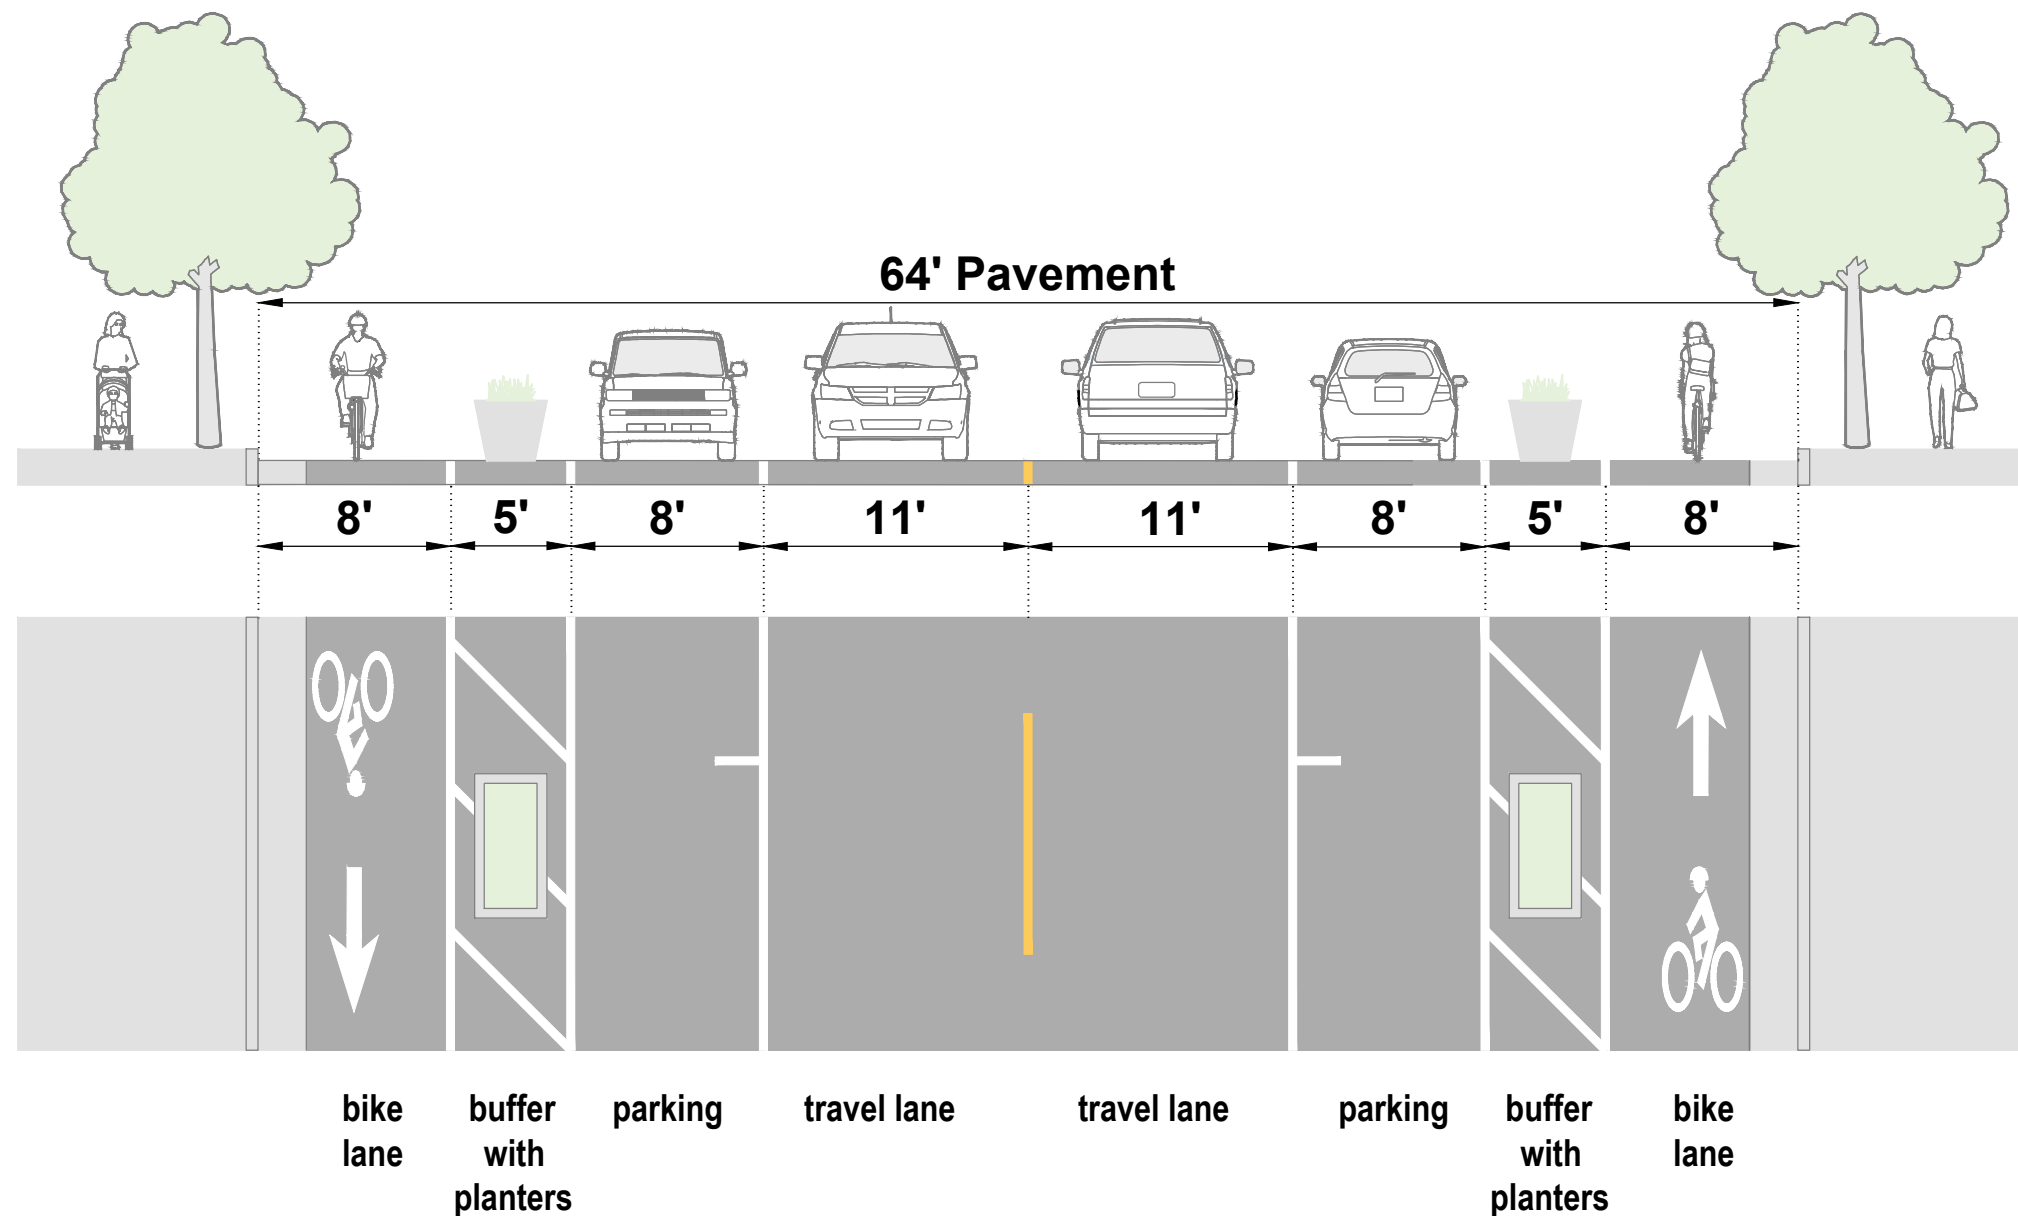 64' Pavement
8' 5' 8' 11' 11' 8' 5' 8'
bike lane
buffer with planters
parking
travel lane
travel lane
parking
buffer with planters
bike lane